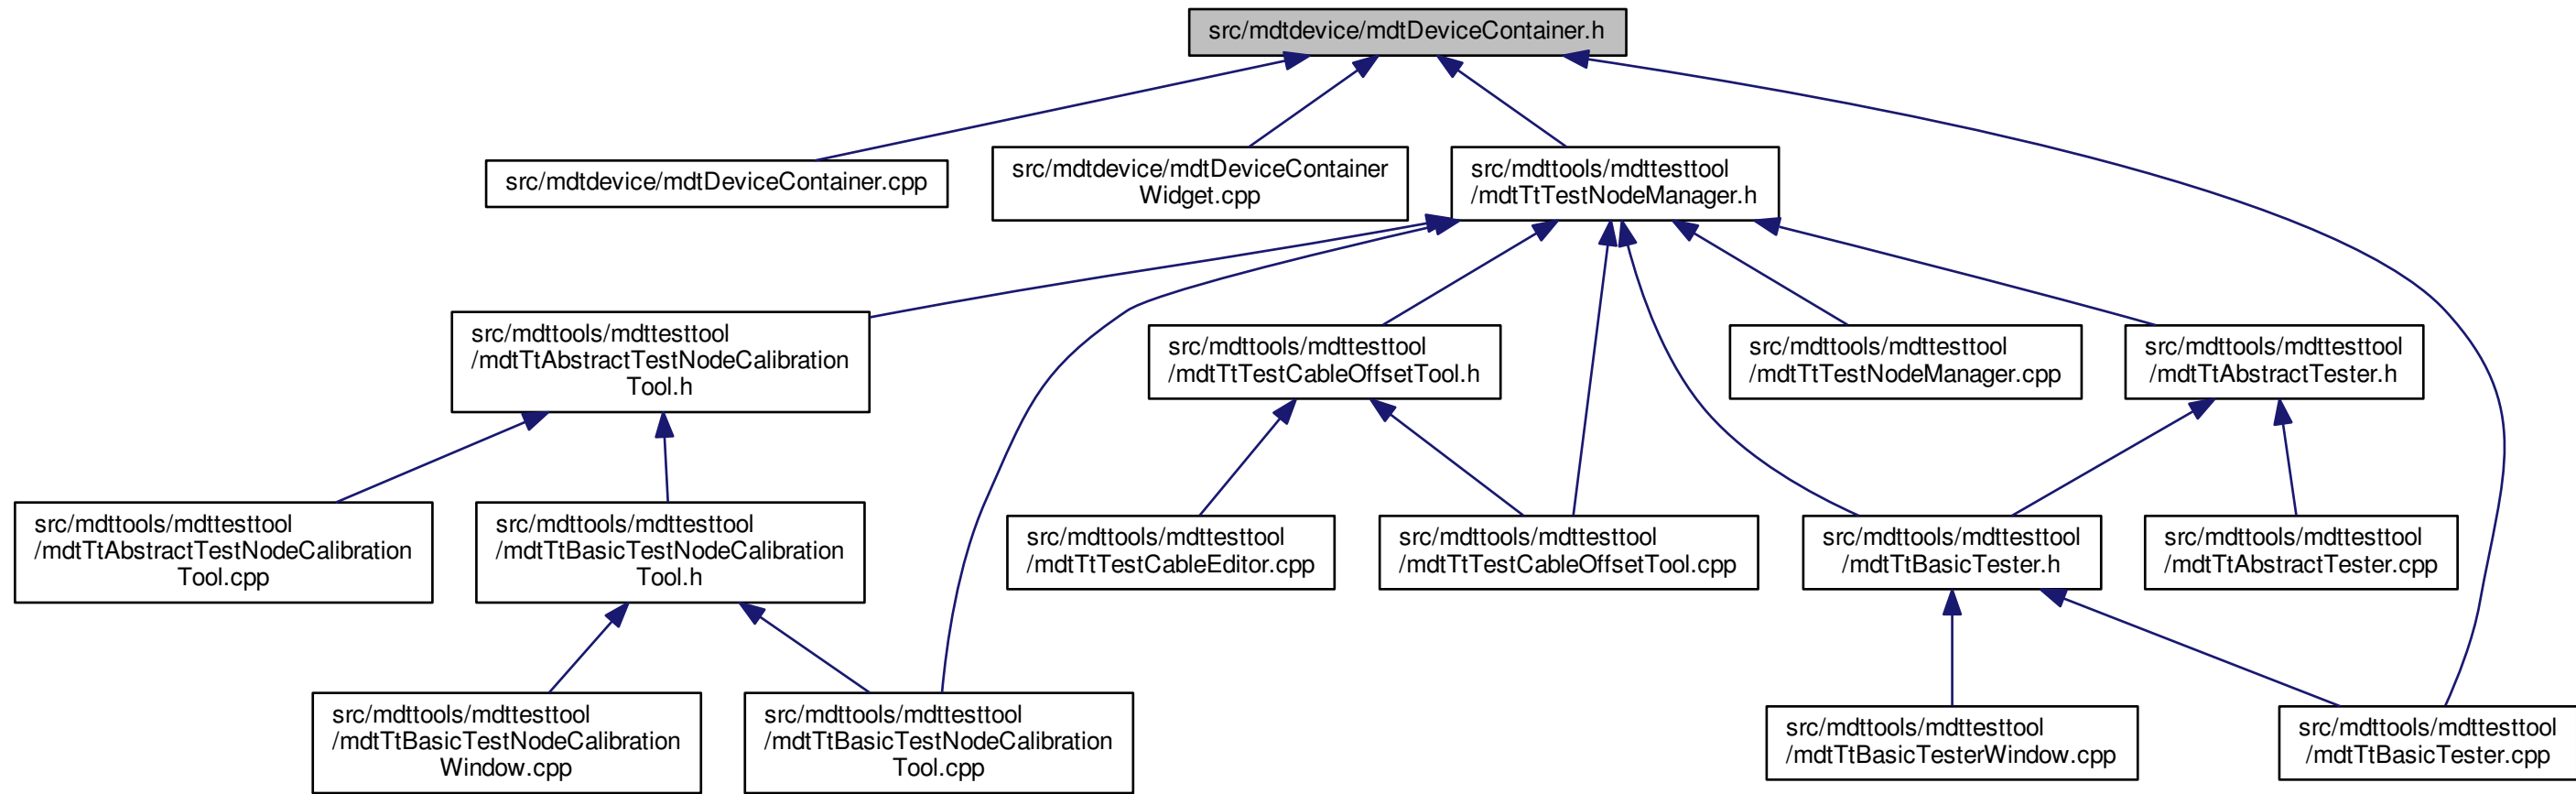 src/mdtdevice/mdtDeviceContainer.h
src/mdtdevice/mdtDeviceContainer.cpp
src/mdtdevice/mdtDeviceContainer
Widget.cpp
src/mdttools/mdttesttool
/mdtTtTestNodeManager.h
src/mdttools/mdttesttool
/mdtTtAbstractTestNodeCalibration
Tool.h
src/mdttools/mdttesttool
/mdtTtTestCableOffsetTool.h
src/mdttools/mdttesttool
/mdtTtTestNodeManager.cpp
src/mdttools/mdttesttool
/mdtTtAbstractTester.h
src/mdttools/mdttesttool
/mdtTtAbstractTestNodeCalibration
Tool.cpp
src/mdttools/mdttesttool
/mdtTtBasicTestNodeCalibration
Tool.h
src/mdttools/mdttesttool
/mdtTtTestCableEditor.cpp
src/mdttools/mdttesttool
/mdtTtTestCableOffsetTool.cpp
src/mdttools/mdttesttool
/mdtTtBasicTester.h
src/mdttools/mdttesttool
/mdtTtAbstractTester.cpp
src/mdttools/mdttesttool
/mdtTtBasicTestNodeCalibration
Window.cpp
src/mdttools/mdttesttool
/mdtTtBasicTestNodeCalibration
Tool.cpp
src/mdttools/mdttesttool
/mdtTtBasicTesterWindow.cpp
src/mdttools/mdttesttool
/mdtTtBasicTester.cpp